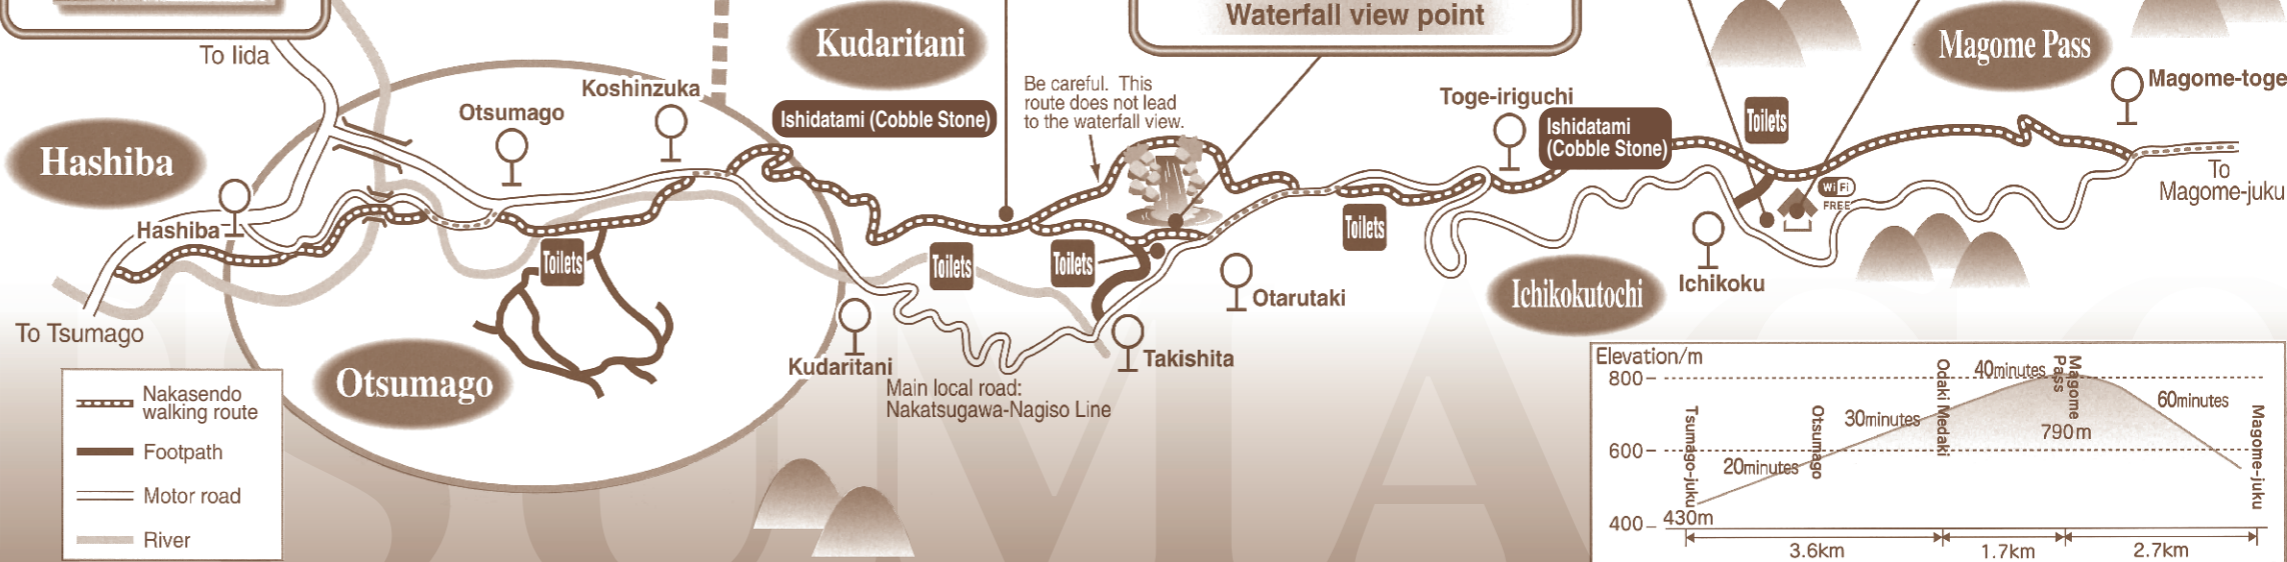 Waterfall view point
To Iida
Kudaritani
Magome Pass
Koshinzuka
Be careful. This
route does not lead
to the waterfall view.
Magome-toge
Otsumago
Ishidatami (Cobble Stone)
Toge-iriguchi
Ishidatami
(Cobble Stone)
Toilets
Hashiba
To
Magome-juku
Wi Fi
FREE
Hashiba
Toilets
Toilets
Toilets
Toilets
Ichikoku
Otarutaki
Ichikokutochi
To Tsumago
Kudaritani
Takishita
Otsumago
Main local road:
Nakatsugawa-Nagiso Line
Nakasendo
walking route
Footpath
Motor road
River
Elevation/m
800
600
400
Tsumago-juku
430m
20minutes
Otsumago
30minutes
Odaki Medaki
40minutes
Magome
Pass
790m
60minutes
Magome-juku
3.6km
1.7km
2.7km